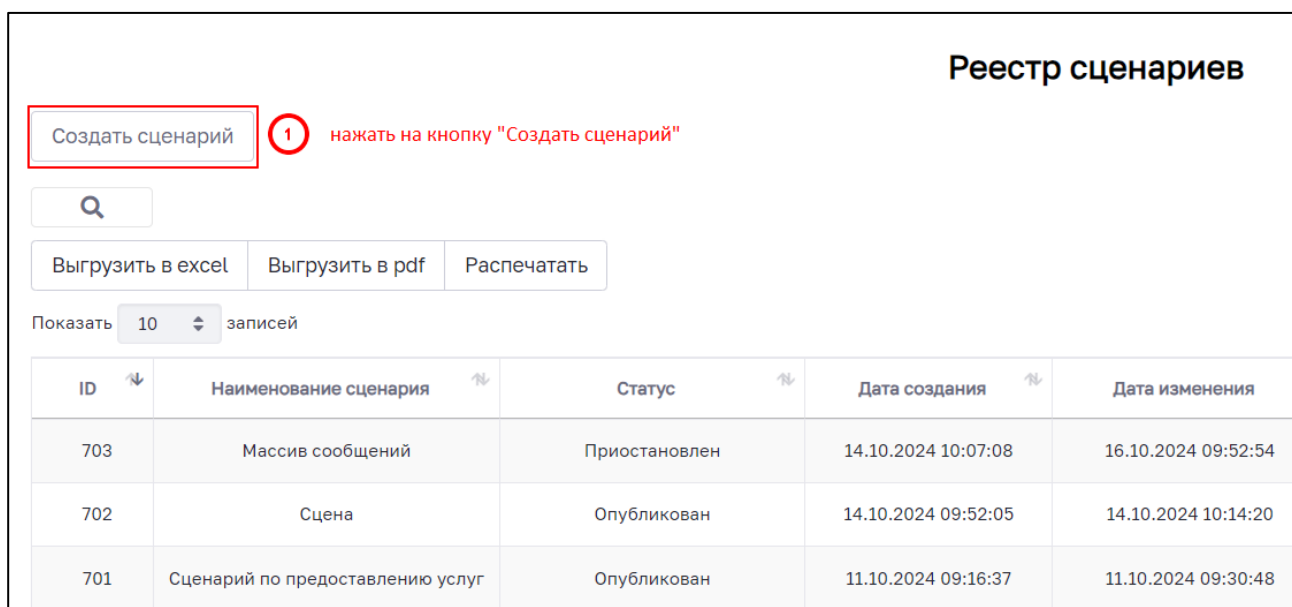 Реестр сценариев
Создать сценарий 1 нажать на кнопку "Создать сценарий"
Выгрузить в excel Выгрузить в pdf Распечатать
Показать 10 записей
ID Наименование сценария Статус Дата создания Дата изменения
703 Массив сообщений Приостановлен 14.10.2024 10:07:08 16.10.2024 09:52:54
702 Сцена Опубликован 14.10.2024 09:52:05 14.10.2024 10:14:20
701 Сценарий по предоставлению услуг Опубликован 11.10.2024 09:16:37 11.10.2024 09:30:48